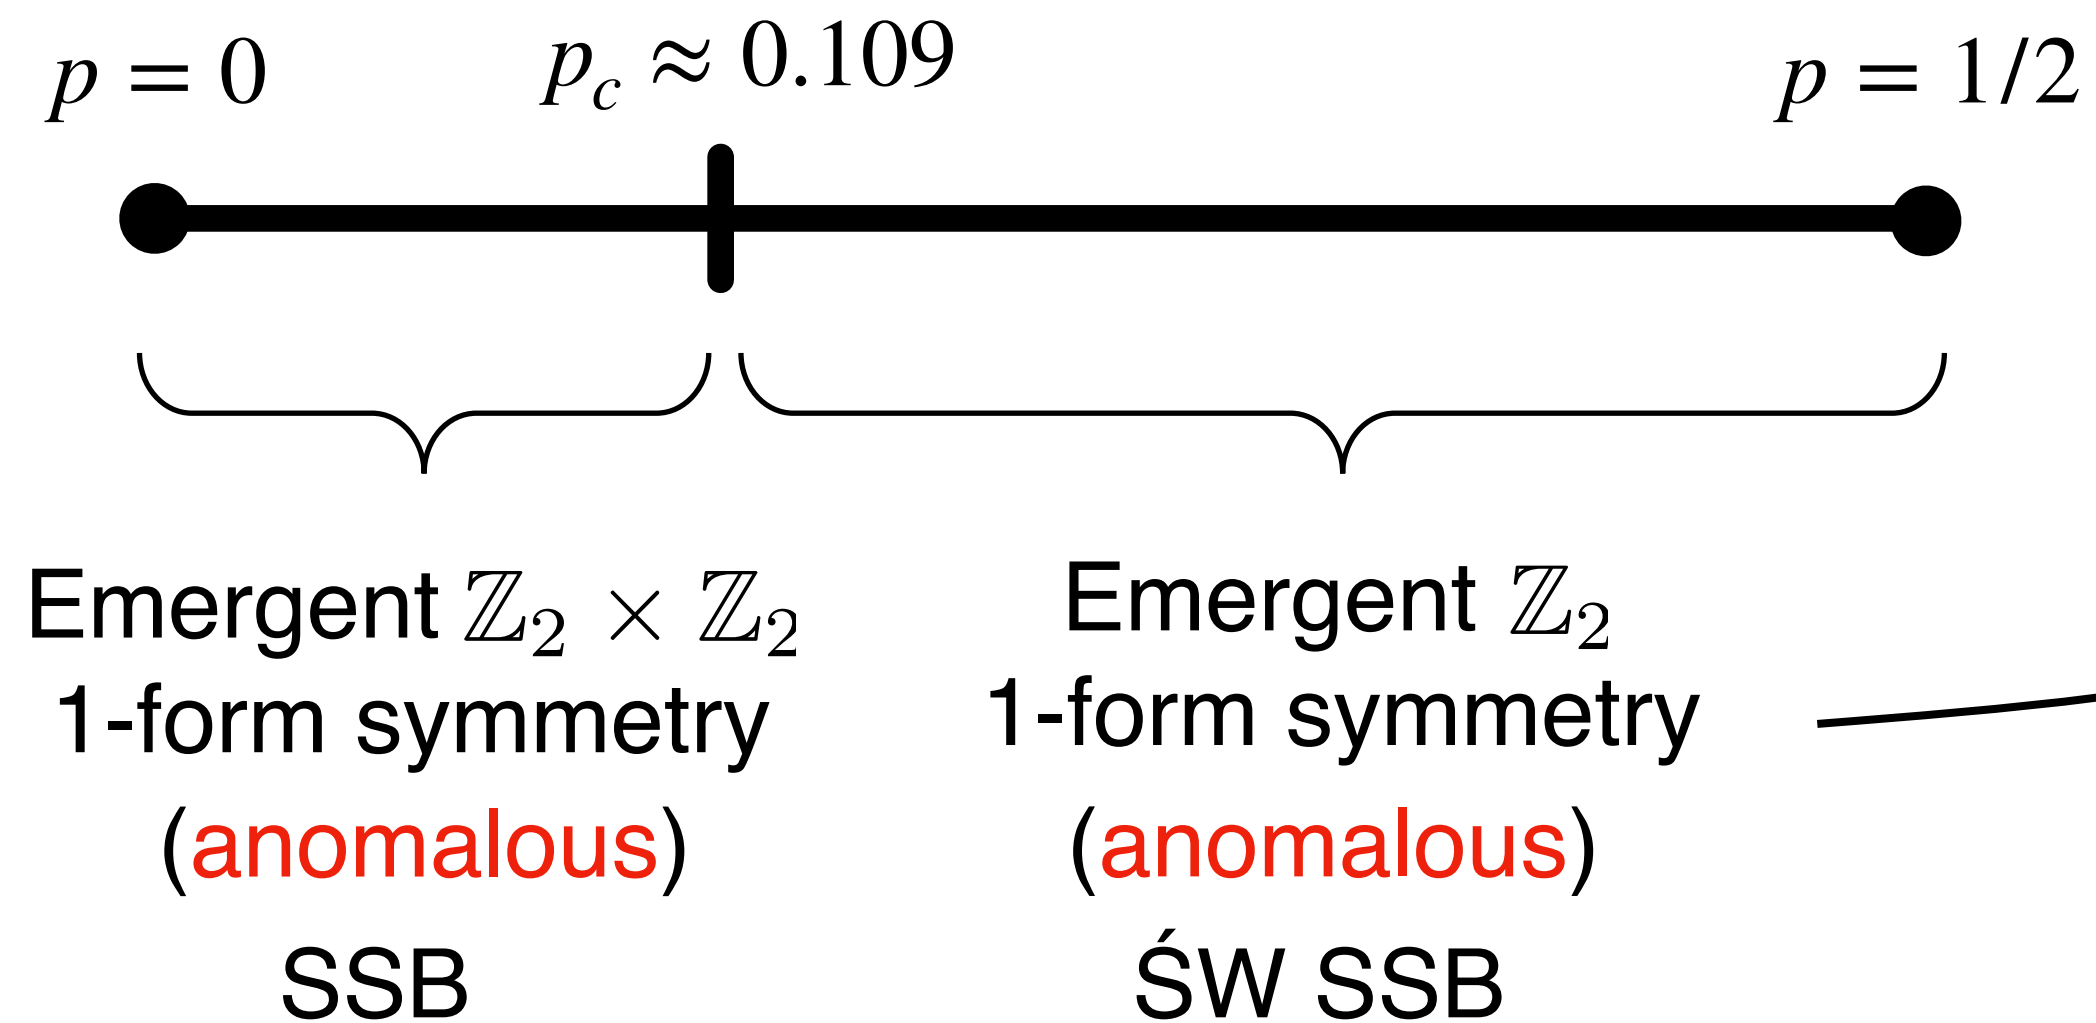 p = 0 p_c ≈ 0.109 p = 1/2
Emergent ℤ₂ × ℤ₂
1-form symmetry
(anomalous)
SSB
Emergent ℤ₂
1-form symmetry
(anomalous)
ŚW SSB